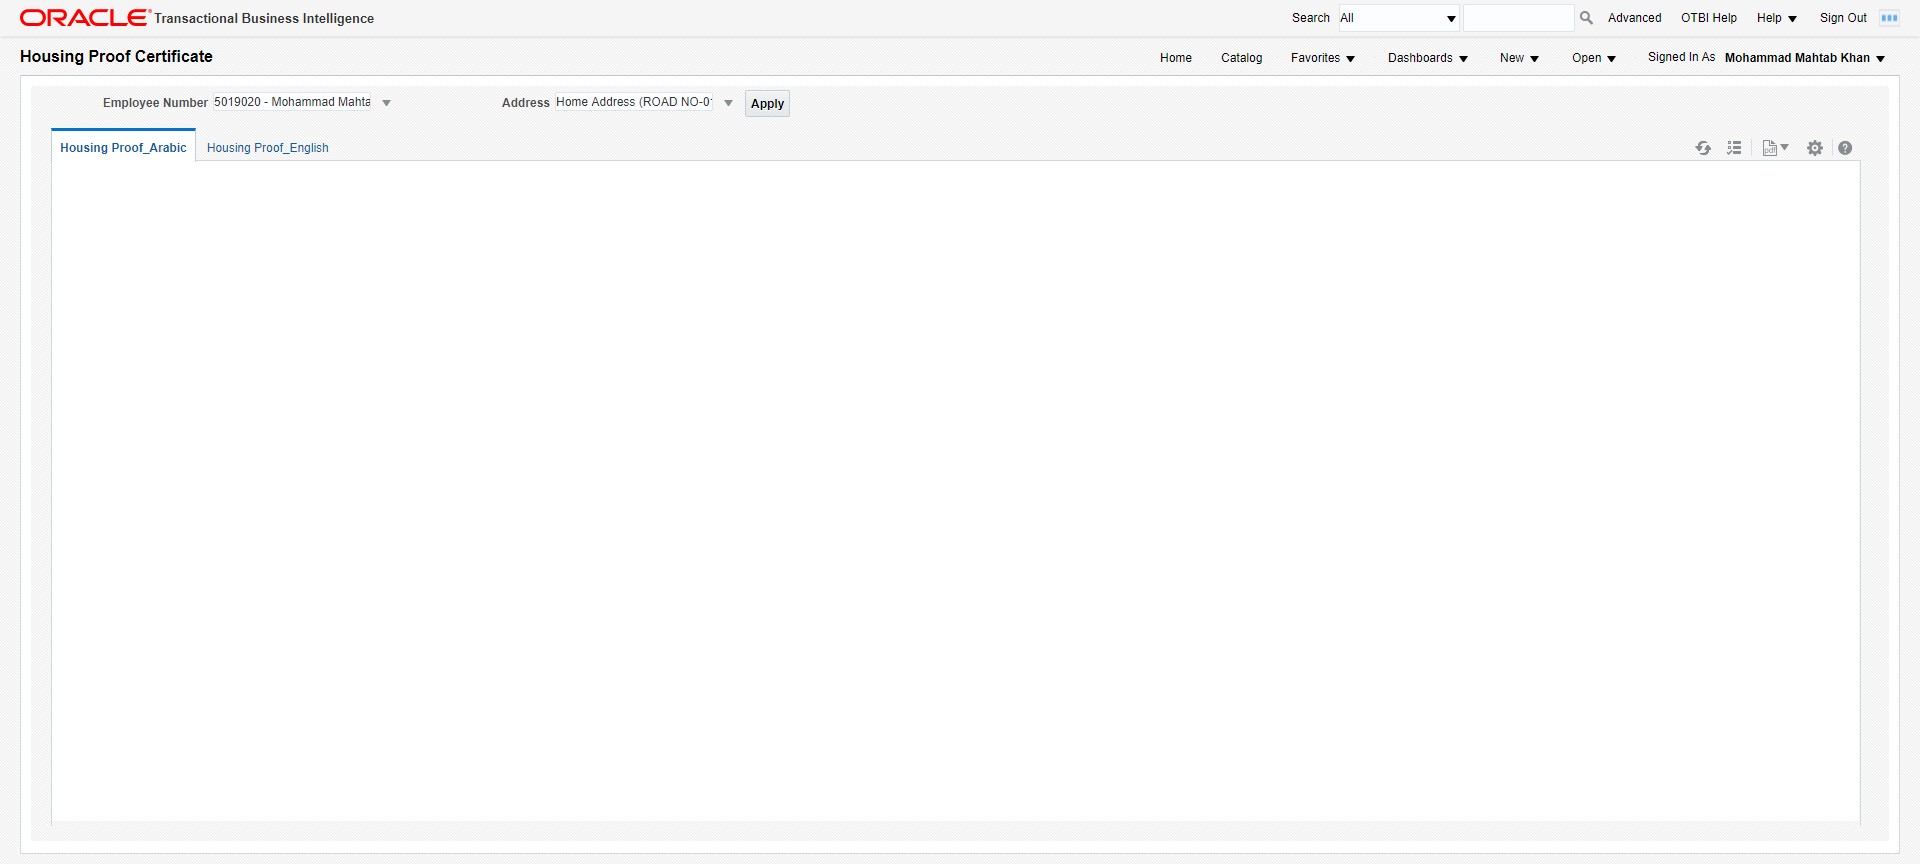 ORACLE Transactional Business Intelligence Search All Advanced OTBI Help Help Sign Out
Housing Proof Certificate Home Catalog Favorites Dashboards New Open Signed In As Mohammad Mahtab Khan
Employee Number 5019020 - Mohammad Mahta Address Home Address (ROAD NO-0 Apply
Housing Proof_Arabic Housing Proof_English pdf ?